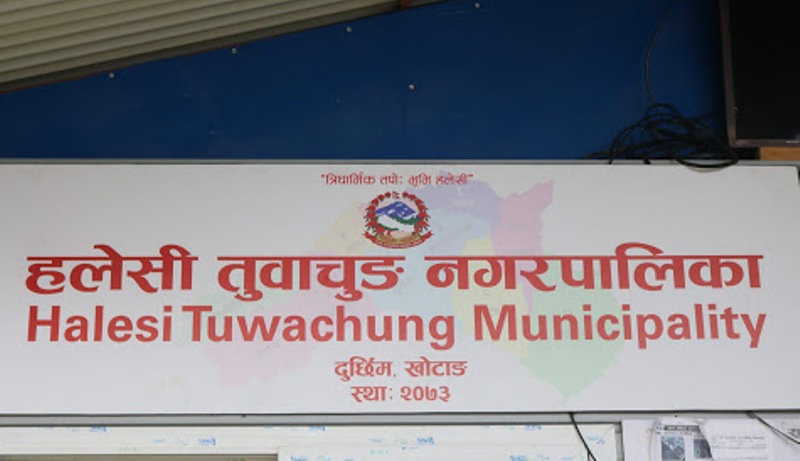 "त्रिधार्मिक तपो: भूमि हलेसी"
हलेसी तुवाचुङ नगरपालिका
Halesi Tuwachung Municipality
दुर्छिम, खोटाङ
स्था: २०७३